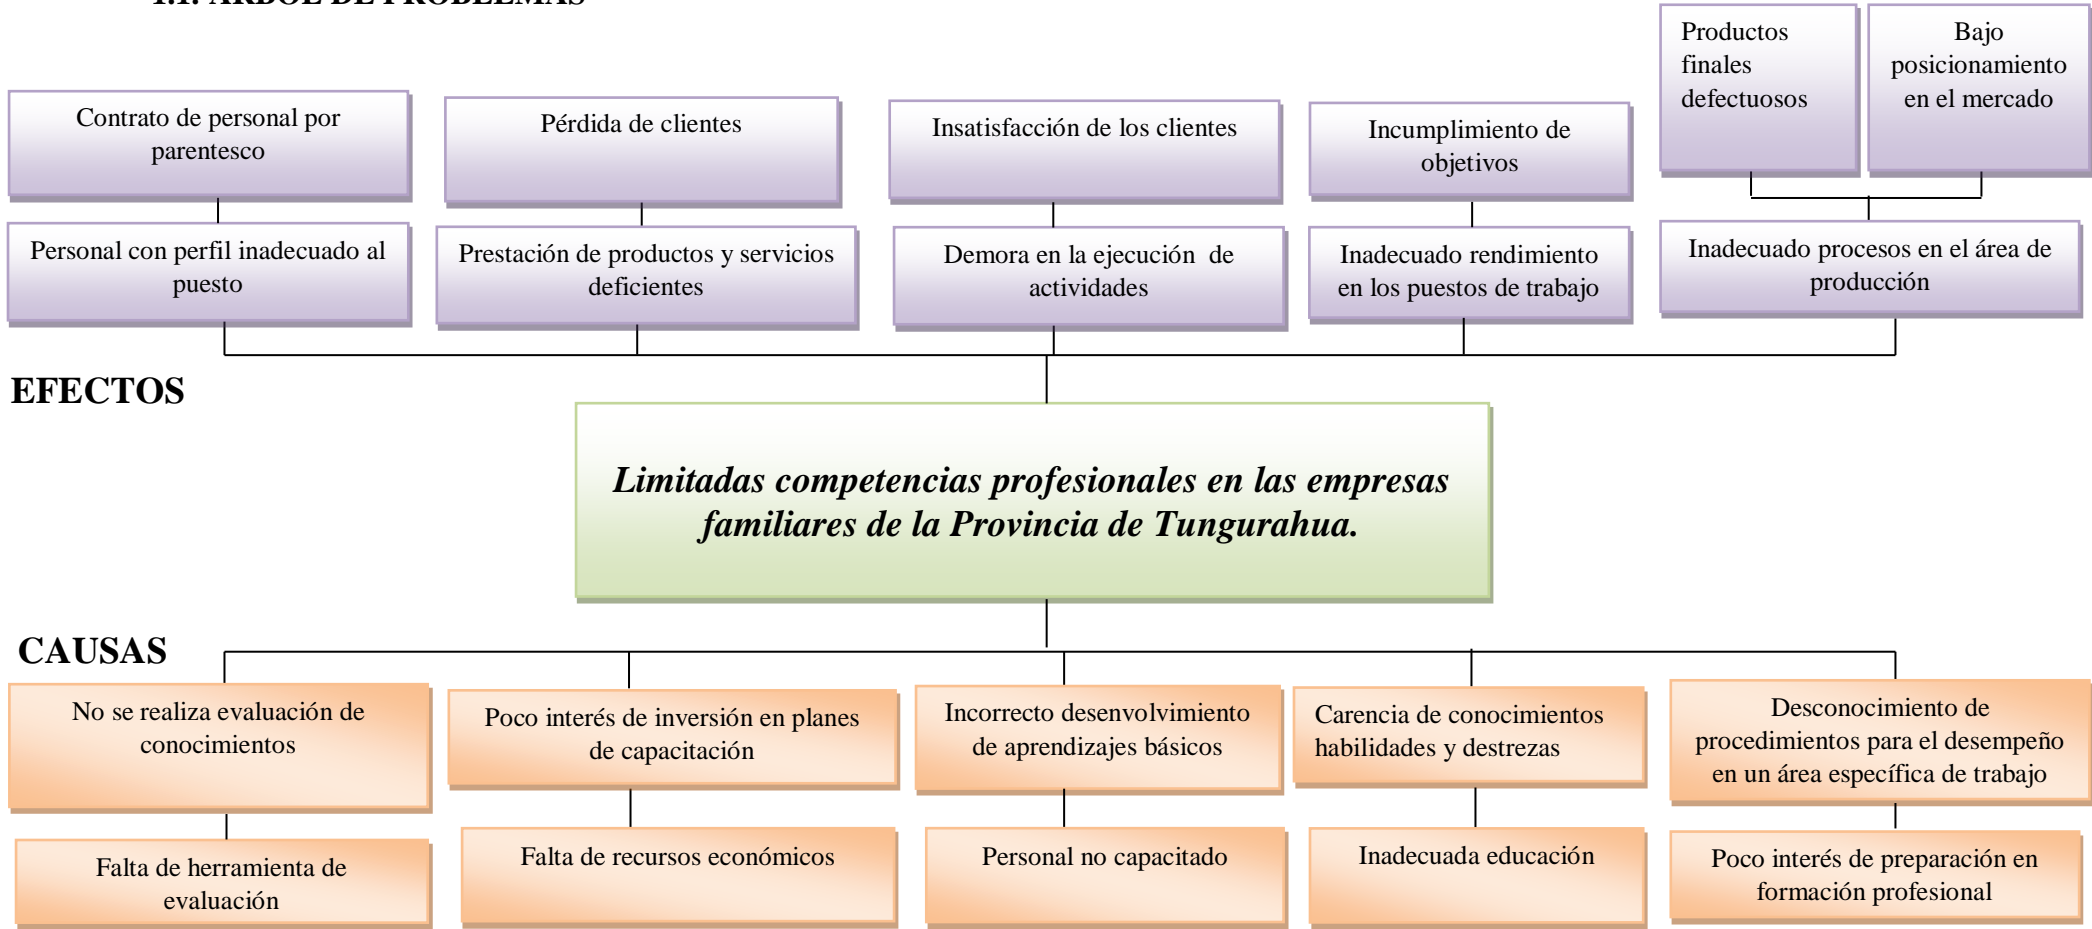 1.1. ÁRBOL DE PROBLEMAS
Productos
finales
defectuosos
Bajo
posicionamiento
en el mercado
Contrato de personal por
parentesco
Pérdida de clientes
Insatisfacción de los clientes
Incumplimiento de
objetivos
Personal con perfil inadecuado al
puesto
Prestación de productos y servicios
deficientes
Demora en la ejecución de
actividades
Inadecuado rendimiento
en los puestos de trabajo
Inadecuado procesos en el área de
producción
EFECTOS
Limitadas competencias profesionales en las empresas
familiares de la Provincia de Tungurahua.
CAUSAS
No se realiza evaluación de
conocimientos
Poco interés de inversión en planes
de capacitación
Incorrecto desenvolvimiento
de aprendizajes básicos
Carencia de conocimientos
habilidades y destrezas
Desconocimiento de
procedimientos para el desempeño
en un área específica de trabajo
Falta de herramienta de
evaluación
Falta de recursos económicos
Personal no capacitado
Inadecuada educación
Poco interés de preparación en
formación profesional